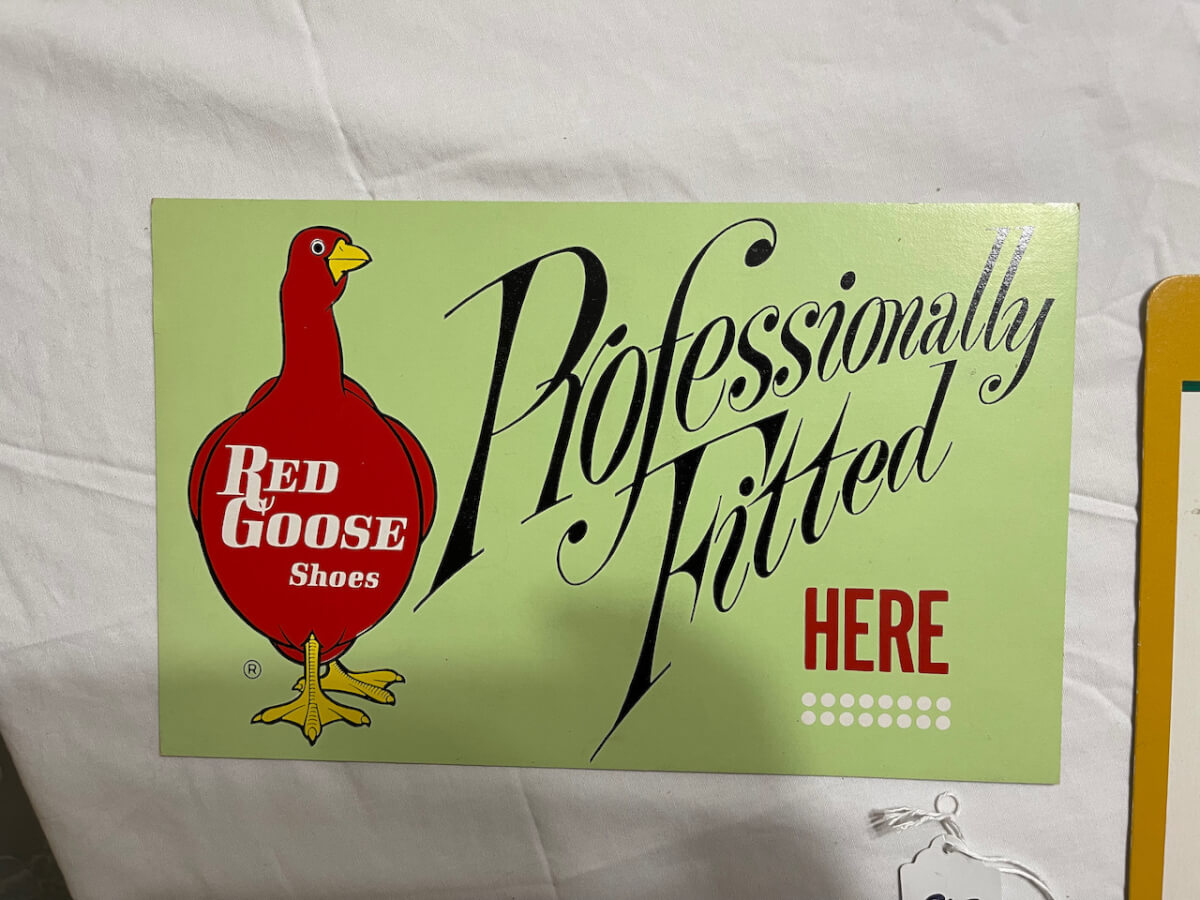 RED
GOOSE
Shoes
®
Professionally
Fitted
HERE